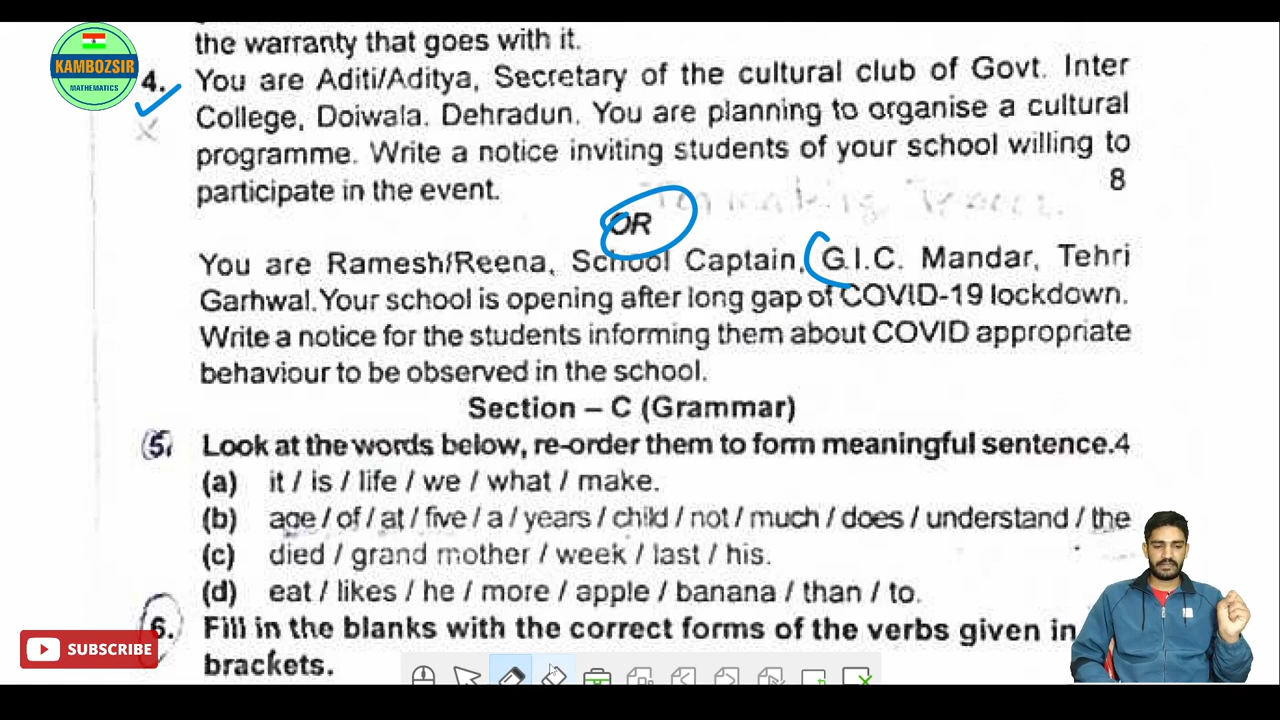 the warranty that goes with it.
KAMBOZSIR
MATHEMATICS
4. You are Aditi/Aditya, Secretary of the cultural club of Govt. Inter
College, Doiwala. Dehradun. You are planning to organise a cultural
programme. Write a notice inviting students of your school willing to
participate in the event. 8
OR
You are Ramesh/Reena, School Captain, G.I.C. Mandar, Tehri
Garhwal.Your school is opening after long gap of COVID-19 lockdown.
Write a notice for the students informing them about COVID appropriate
behaviour to be observed in the school.
Section – C (Grammar)
5. Look at the words below, re-order them to form meaningful sentence.4
(a) it / is / life / we / what / make.
(b) age / of / at / five / a / years / child / not / much / does / understand / the
(c) died / grand mother / week / last / his.
(d) eat / likes / he / more / apple / banana / than / to.
6. Fill in the blanks with the correct forms of the verbs given in
brackets.
SUBSCRIBE